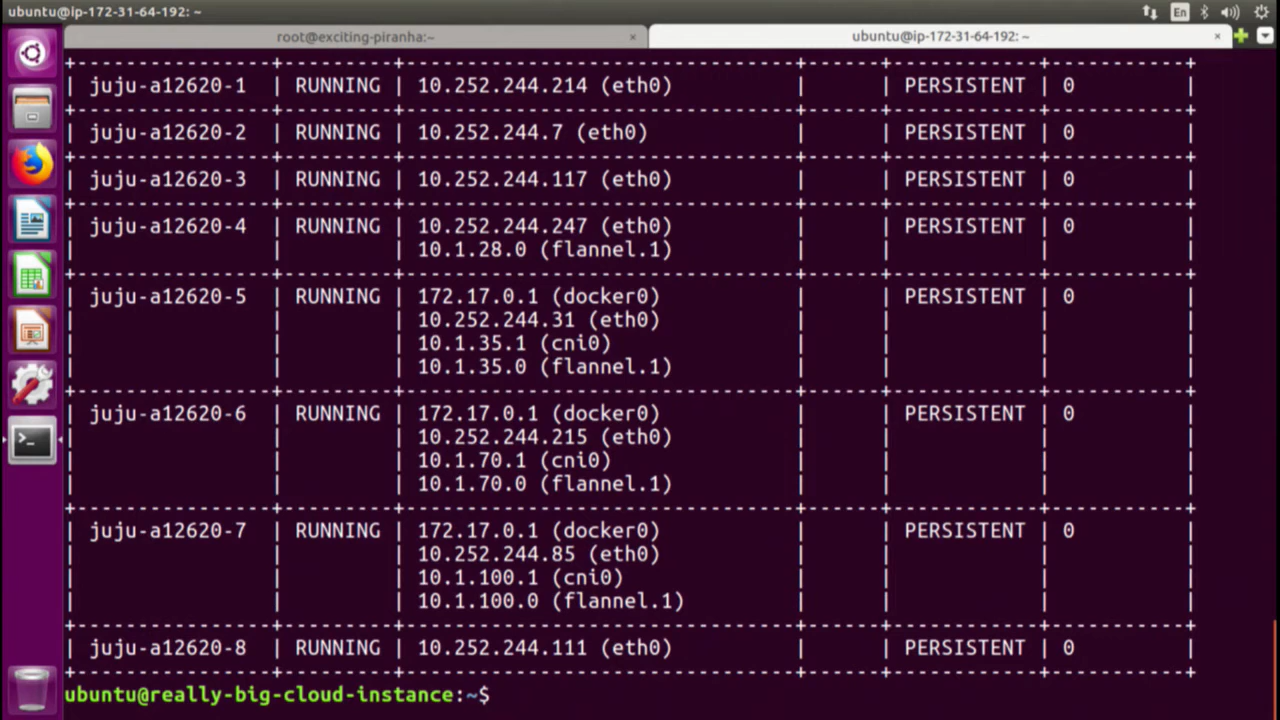 ubuntu@ip-172-31-64-192: ~
En
root@exciting-piranha:~ ×
ubuntu@ip-172-31-64-192: ~ ×
| juju-a12620-1 | RUNNING | 10.252.244.214 (eth0) | | PERSISTENT | 0 |
| juju-a12620-2 | RUNNING | 10.252.244.7 (eth0) | | PERSISTENT | 0 |
| juju-a12620-3 | RUNNING | 10.252.244.117 (eth0) | | PERSISTENT | 0 |
| juju-a12620-4 | RUNNING | 10.252.244.247 (eth0) | | PERSISTENT | 0 |
| | | 10.1.28.0 (flannel.1) | | | |
| juju-a12620-5 | RUNNING | 172.17.0.1 (docker0) | | PERSISTENT | 0 |
| | | 10.252.244.31 (eth0) | | | |
| | | 10.1.35.1 (cni0) | | | |
| | | 10.1.35.0 (flannel.1) | | | |
| juju-a12620-6 | RUNNING | 172.17.0.1 (docker0) | | PERSISTENT | 0 |
| | | 10.252.244.215 (eth0) | | | |
| | | 10.1.70.1 (cni0) | | | |
| | | 10.1.70.0 (flannel.1) | | | |
| juju-a12620-7 | RUNNING | 172.17.0.1 (docker0) | | PERSISTENT | 0 |
| | | 10.252.244.85 (eth0) | | | |
| | | 10.1.100.1 (cni0) | | | |
| | | 10.1.100.0 (flannel.1) | | | |
| juju-a12620-8 | RUNNING | 10.252.244.111 (eth0) | | PERSISTENT | 0 |
ubuntu@really-big-cloud-instance:~$